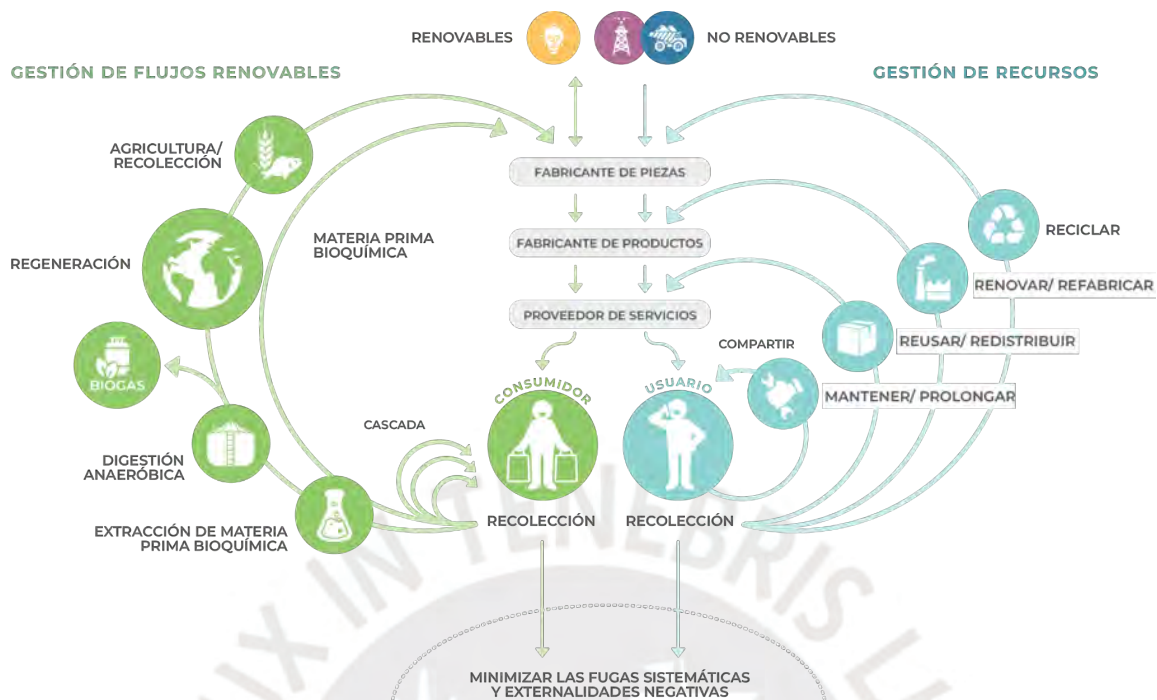 RENOVABLES
NO RENOVABLES
GESTIÓN DE FLUJOS RENOVABLES
GESTIÓN DE RECURSOS
AGRICULTURA/
RECOLECCIÓN
FABRICANTE DE PIEZAS
MATERIA PRIMA
BIOQUÍMICA
FABRICANTE DE PRODUCTOS
RECICLAR
REGENERACIÓN
RENOVAR/ REFABRICAR
PROVEEDOR DE SERVICIOS
REUSAR/ REDISTRIBUIR
COMPARTIR
BIOGAS
CONSUMIDOR
USUARIO
MANTENER/ PROLONGAR
CASCADA
DIGESTIÓN
ANAERÓBICA
RECOLECCIÓN
RECOLECCIÓN
EXTRACCIÓN DE MATERIA
PRIMA BIOQUÍMICA
MINIMIZAR LAS FUGAS SISTEMÁTICAS
Y EXTERNALIDADES NEGATIVAS
IN TENEBRIS